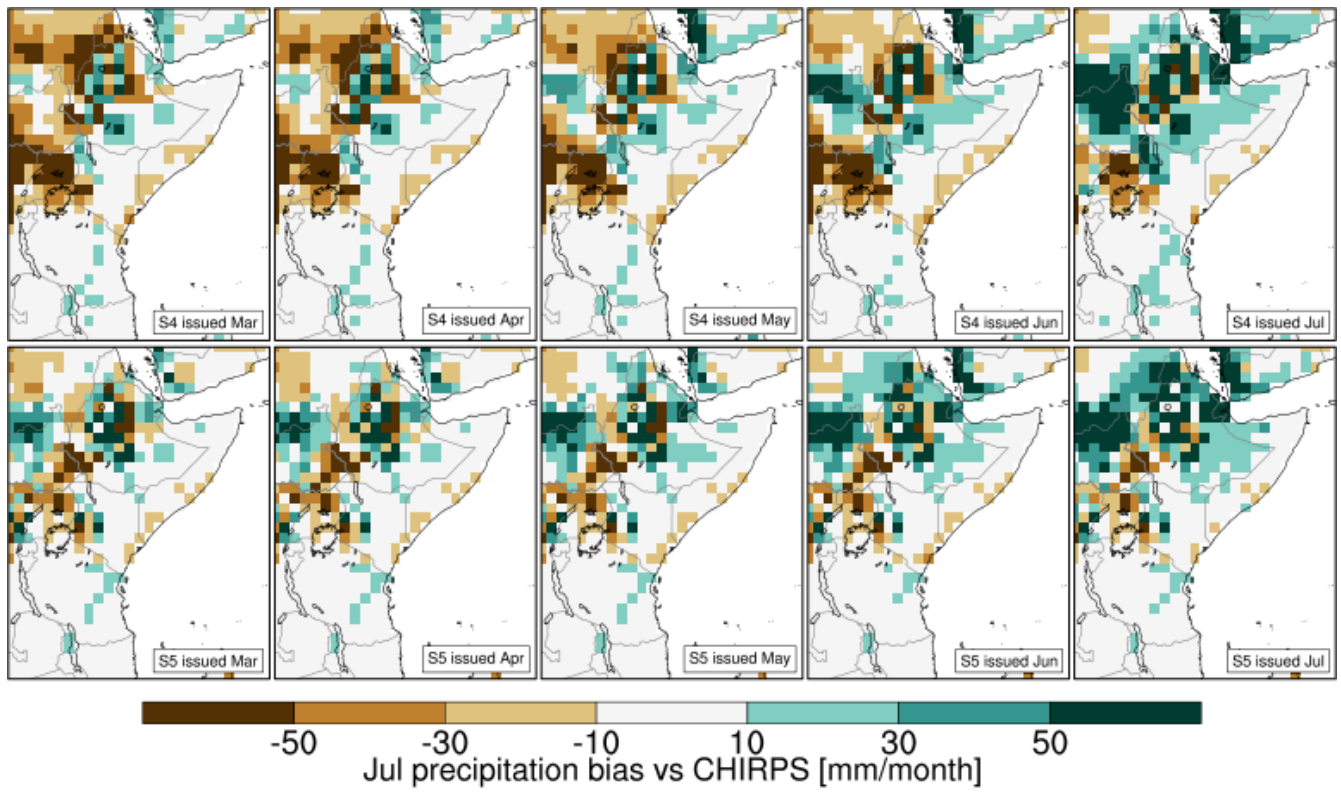 S4 issued Mar
S4 issued Apr
S4 issued May
S4 issued Jun
S4 issued Jul
S5 issued Mar
S5 issued Apr
S5 issued May
S5 issued Jun
S5 issued Jul
-50 -30 -10 10 30 50
Jul precipitation bias vs CHIRPS [mm/month]